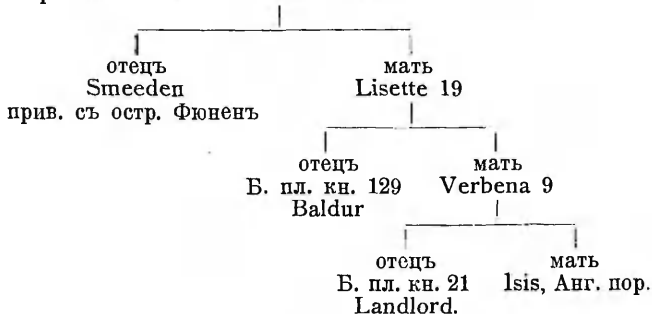 отецъ мать
Smeeden Lisette 19
прив. съ остр. Фюненъ
отецъ мать
Б. пл. кн. 129 Verbena 9
Baldur
отецъ мать
Б. пл. кн. 21 Isis, Анг. пор.
Landlord.